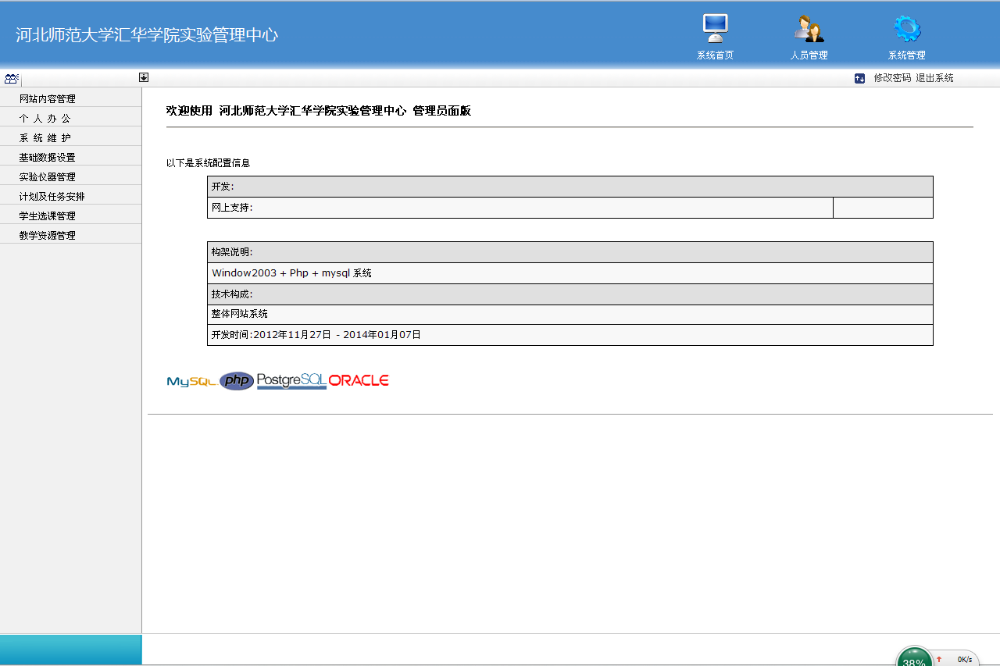 河北师范大学汇华学院实验管理中心
系统首页
人员管理
系统管理
修改密码 退出系统
网站内容管理
个 人 办 公
系 统 维 护
基础数据设置
实验仪器管理
计划及任务安排
学生选课管理
教学资源管理
欢迎使用 河北师范大学汇华学院实验管理中心 管理员面版
以下是系统配置信息
开发:
网上支持:
构架说明:
Window2003 + Php + mysql 系统
技术构成:
整体网站系统
开发时间:2012年11月27日 - 2014年01月07日
MySQL php PostgreSQL ORACLE
38% 0K/s